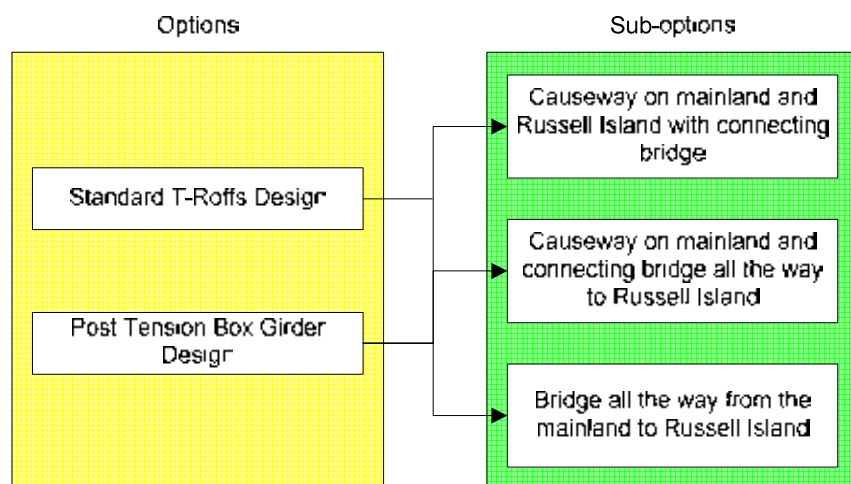 Options
Sub-options
Standard T-Roffs Design
Post Tension Box Girder
Design
Causeway on mainland and
Russell Island with connecting
bridge
Causeway on mainland and
connecting bridge all the way
to Russell Island
Bridge all the way from the
mainland to Russell Island